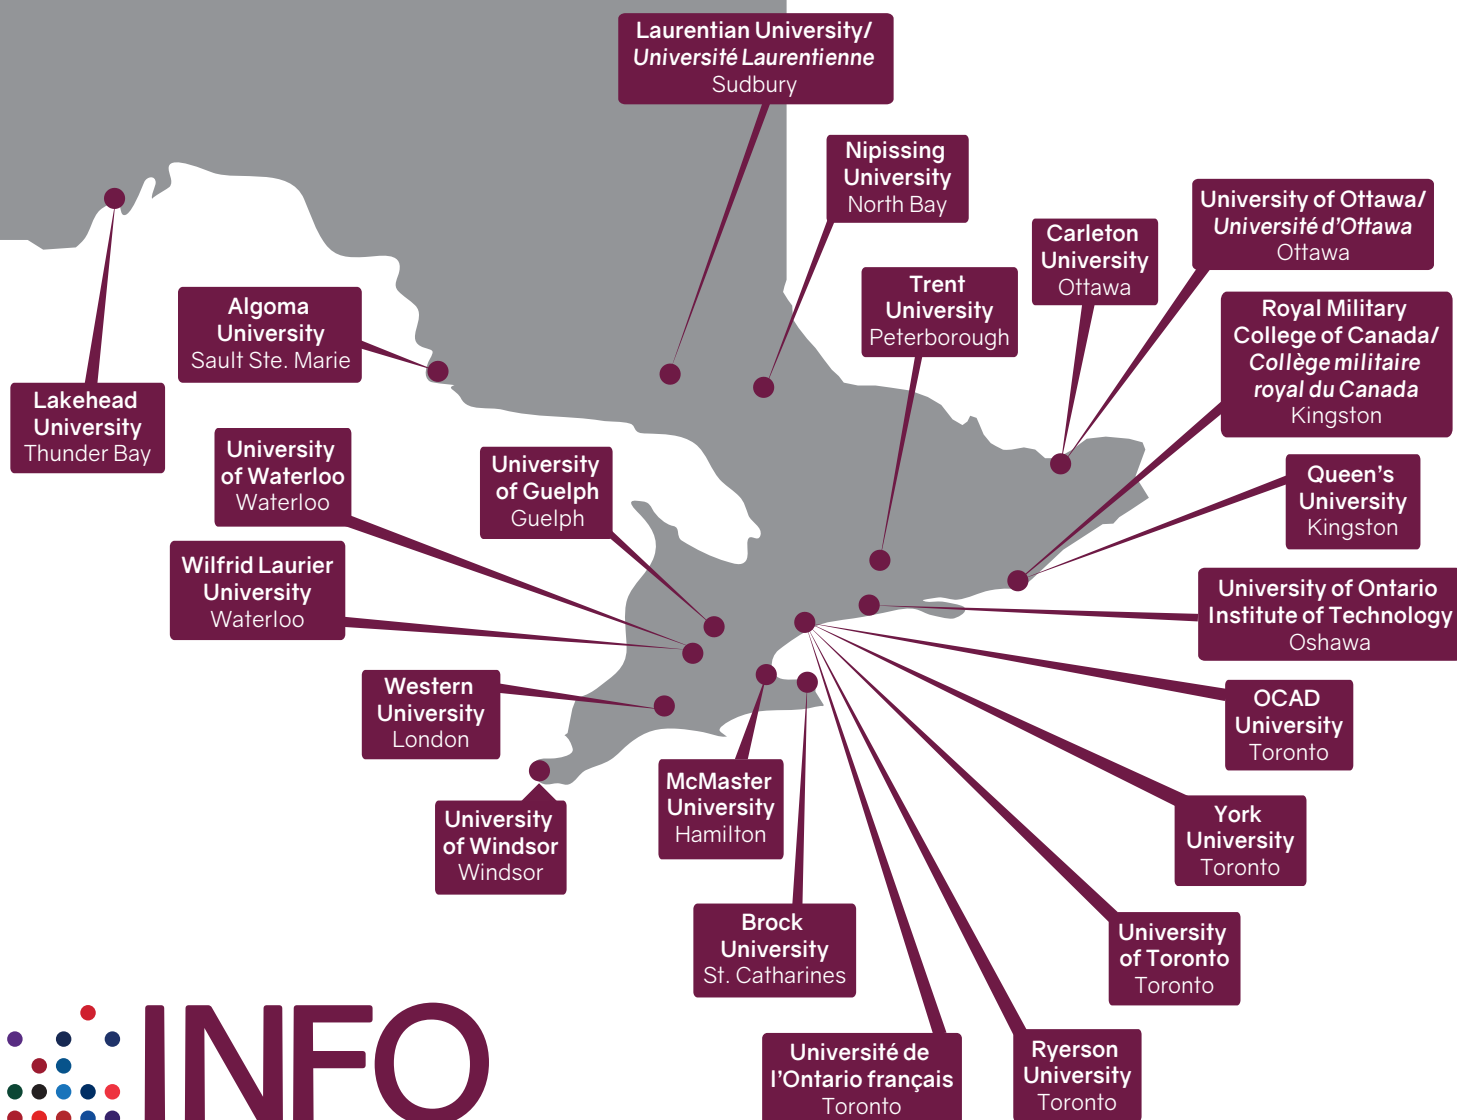 Laurentian University/
Université Laurentienne
Sudbury
Nipissing
University
North Bay
University of Ottawa/
Université d'Ottawa
Ottawa
Carleton
University
Ottawa
Trent
University
Peterborough
Algoma
University
Sault Ste. Marie
Royal Military
College of Canada/
Collège militaire
royal du Canada
Kingston
Lakehead
University
Thunder Bay
University
of Waterloo
Waterloo
University
of Guelph
Guelph
Queen's
University
Kingston
Wilfrid Laurier
University
Waterloo
University of Ontario
Institute of Technology
Oshawa
Western
University
London
OCAD
University
Toronto
McMaster
University
Hamilton
University
of Windsor
Windsor
York
University
Toronto
Brock
University
St. Catharines
University
of Toronto
Toronto
Université de
l'Ontario français
Toronto
Ryerson
University
Toronto
INFO